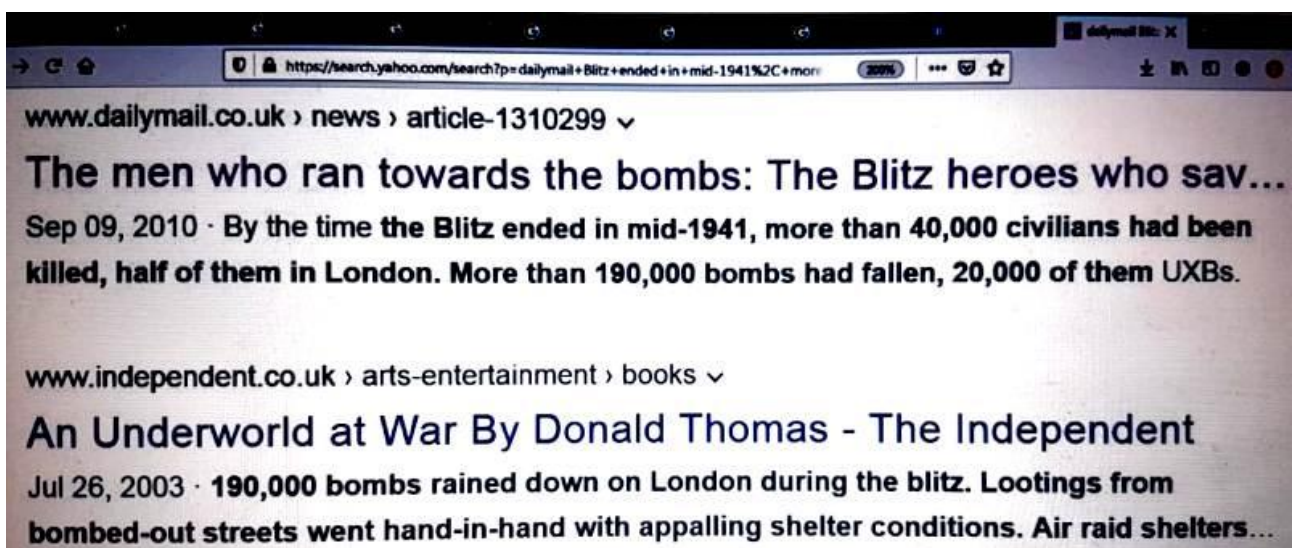 dailymail Blitz X
https://search.yahoo.com/search?p=dailymail+Blitz+ended+in+mid-1941%2C+more
200%
www.dailymail.co.uk › news › article-1310299
The men who ran towards the bombs: The Blitz heroes who sav...
Sep 09, 2010 · By the time the Blitz ended in mid-1941, more than 40,000 civilians had been
killed, half of them in London. More than 190,000 bombs had fallen, 20,000 of them UXBs.
www.independent.co.uk › arts-entertainment › books
An Underworld at War By Donald Thomas - The Independent
Jul 26, 2003 · 190,000 bombs rained down on London during the blitz. Lootings from
bombed-out streets went hand-in-hand with appalling shelter conditions. Air raid shelters...